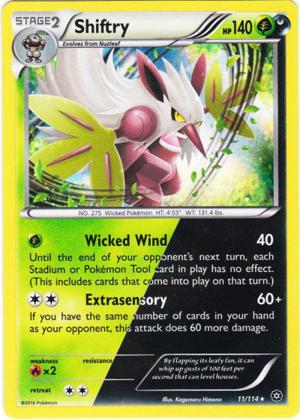 STAGE2
Shiftry
HP140
Evolves from Nuzleaf
NO. 275 Wicked Pokémon HT: 4'03" WT: 131.4 lbs.
Wicked Wind 40
Until the end of your opponent's next turn, each
Stadium or Pokémon Tool card in play has no effect.
(This includes cards that come into play on that turn.)
Extrasensory 60+
If you have the same number of cards in your hand
as your opponent, this attack does 60 more damage.
weakness
×2
resistance
retreat
By flapping its leafy fan, it can
whip up gusts of 100 feet per
second that can level houses.
Illus. Kagemaru Himeno
11/114 ★
©2016 Pokémon